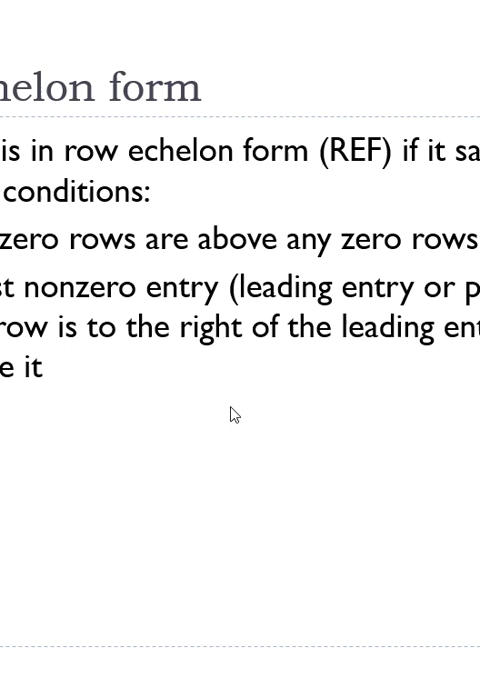 helon form
is in row echelon form (REF) if it sa
conditions:
zero rows are above any zero rows
st nonzero entry (leading entry or p
row is to the right of the leading ent
e it